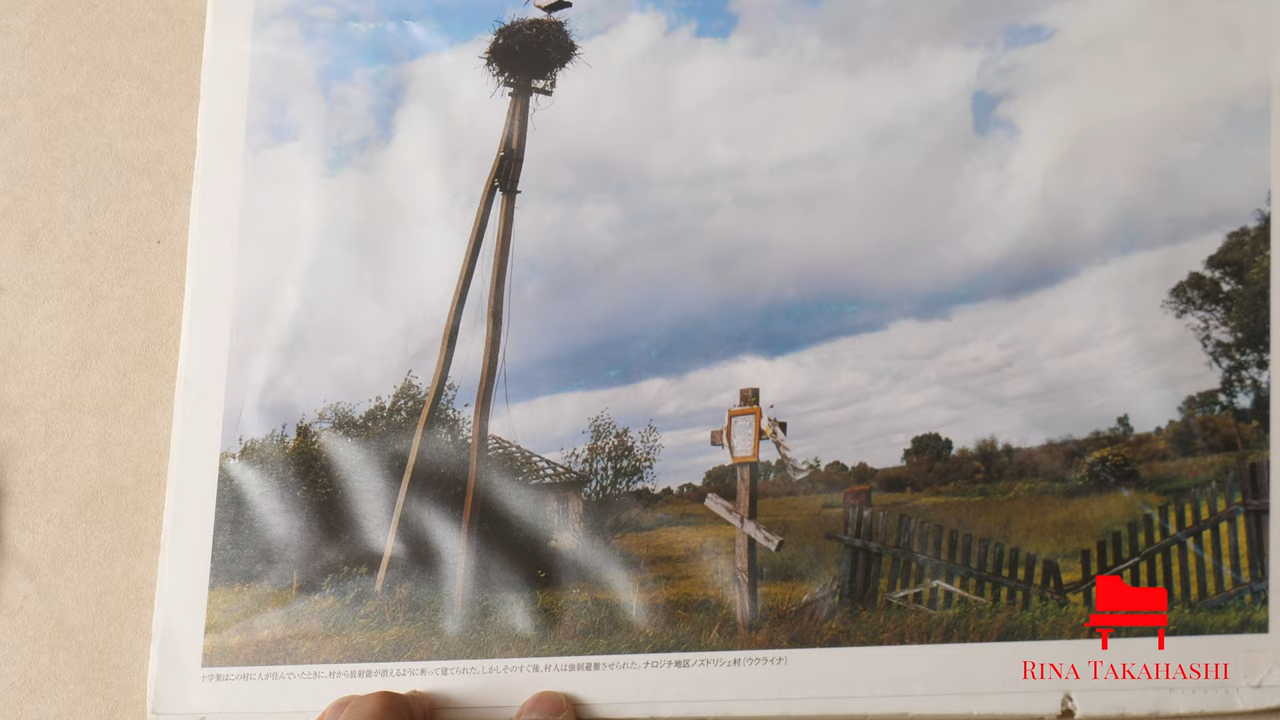 十字架はこの村に人が住んでいたときに、村から放射能が消えるように祈って建てられた。しかしそのすぐ後、村人は強制避難させられた。ナロジチ地区ノズドリシェ村（ウクライナ）
RINA TAKAHASHI
Pianist